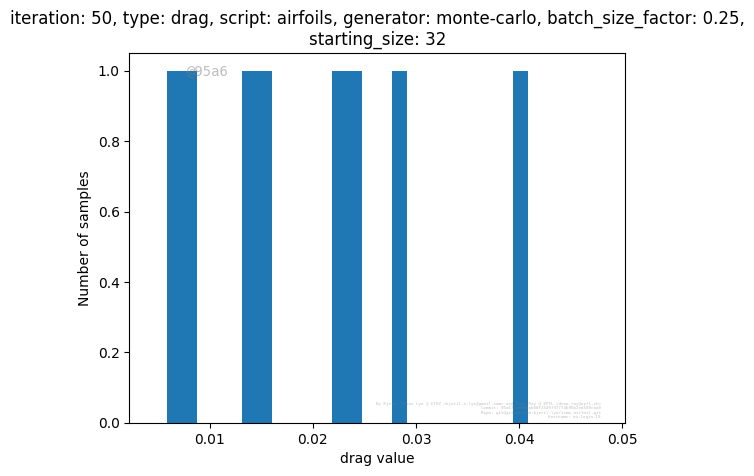 iteration: 50, type: drag, script: airfoils, generator: monte-carlo, batch_size_factor: 0.25,
starting_size: 32
@95a6
1.0
0.8
0.6
0.4
0.2
0.0
Number of samples
0.01
0.02
0.03
0.04
0.05
drag value